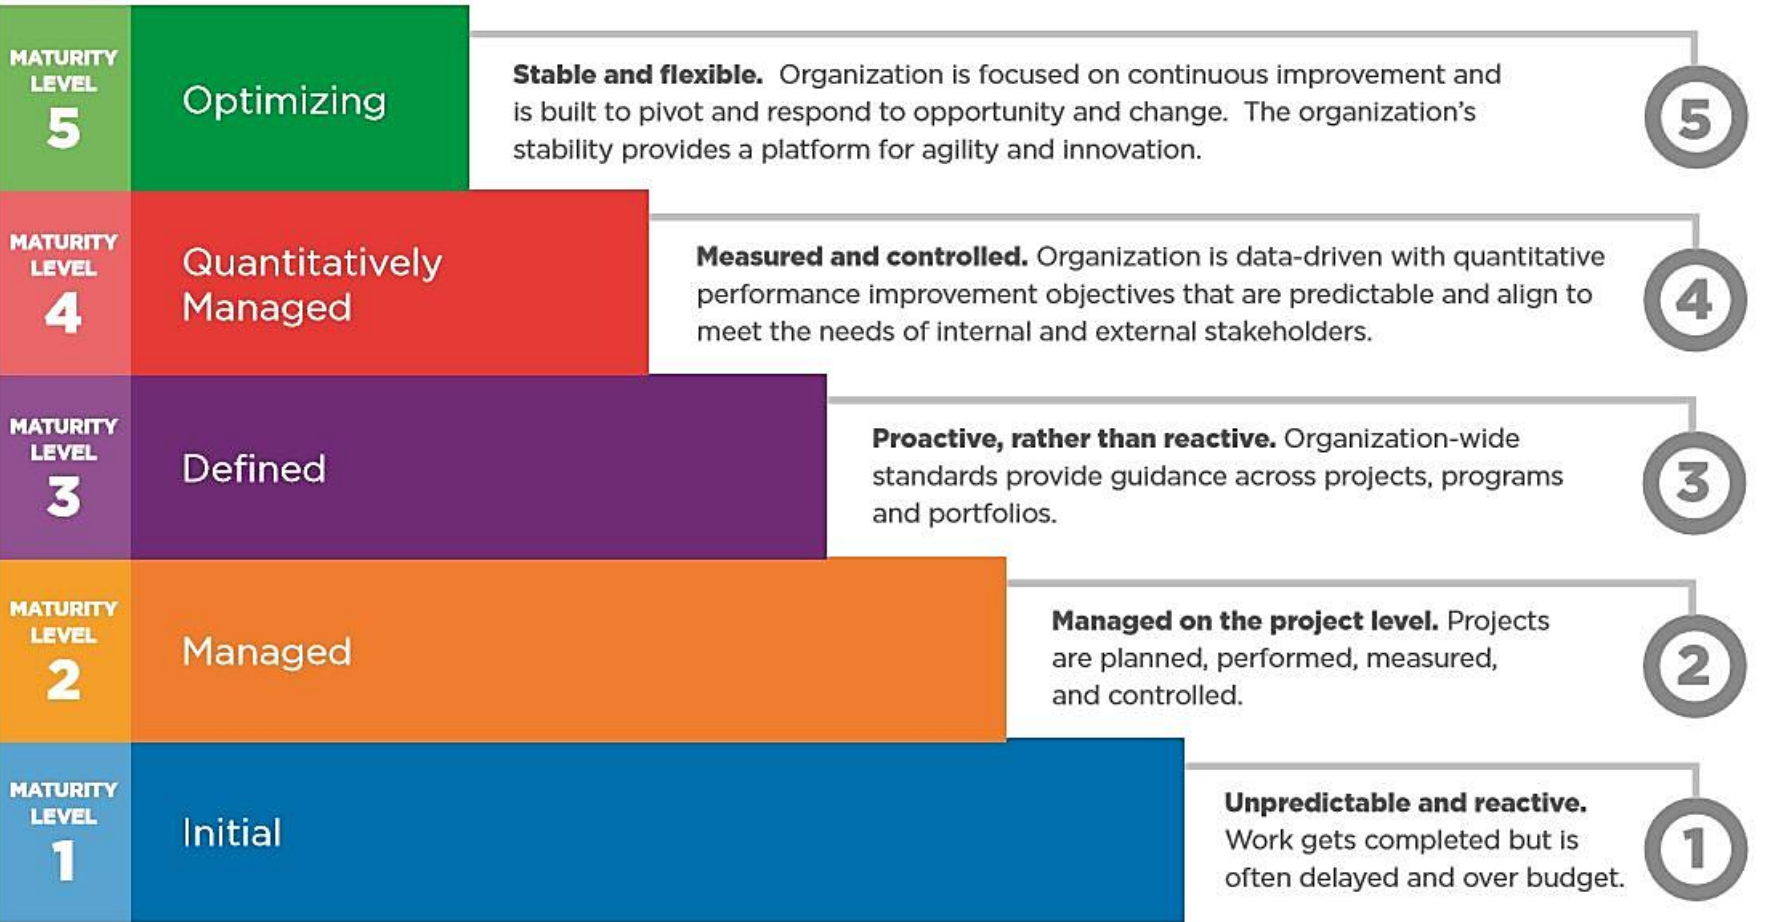 MATURITY
LEVEL
5
Optimizing
Stable and flexible.  Organization is focused on continuous improvement and
is built to pivot and respond to opportunity and change.  The organization's
stability provides a platform for agility and innovation.
5
MATURITY
LEVEL
4
Quantitatively
Managed
Measured and controlled. Organization is data-driven with quantitative
performance improvement objectives that are predictable and align to
meet the needs of internal and external stakeholders.
4
MATURITY
LEVEL
3
Defined
Proactive, rather than reactive. Organization-wide
standards provide guidance across projects, programs
and portfolios.
3
MATURITY
LEVEL
2
Managed
Managed on the project level. Projects
are planned, performed, measured,
and controlled.
2
MATURITY
LEVEL
1
Initial
Unpredictable and reactive.
Work gets completed but is
often delayed and over budget.
1